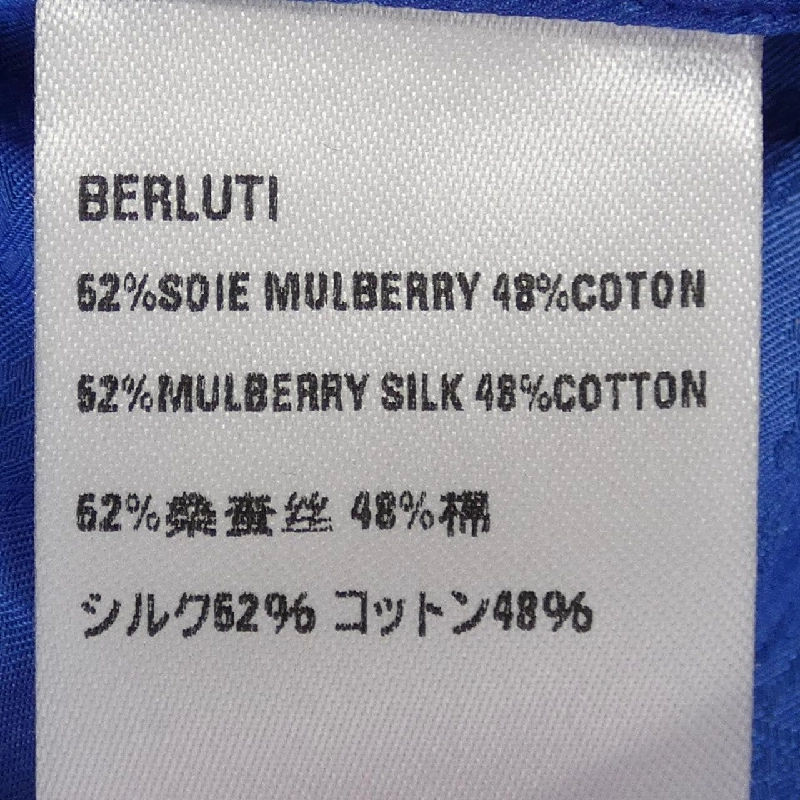 BERLUTI
52%SOIE MULBERRY 48%COTON
52%MULBERRY SILK 48%COTTON
52%桑蚕丝 48%棉
シルク52% コットン48%